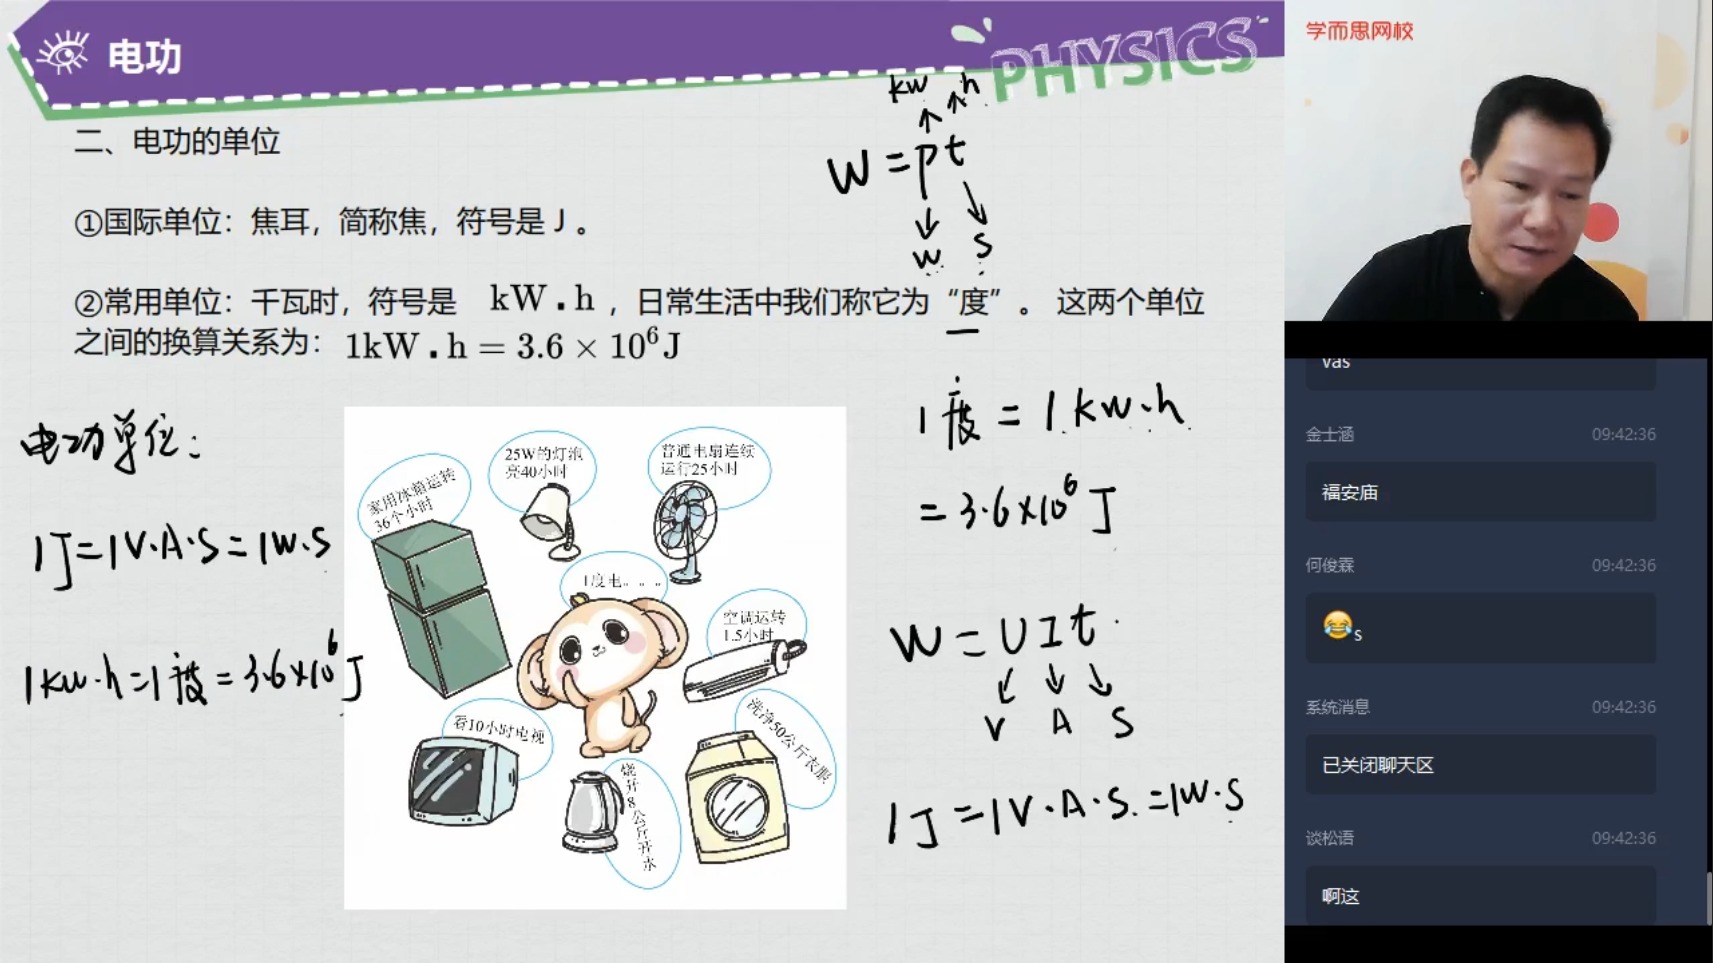 电功
PHYSICS
二、电功的单位
①国际单位：焦耳，简称焦，符号是 J 。
②常用单位：千瓦时，符号是 kW·h ，日常生活中我们称它为“度”。 这两个单位
之间的换算关系为：1kW·h = 3.6 × 10⁶J
kw h
W = pt
w s
电功单位：
1J=1V·A·S=1W·S
1kw·h=1度=3.6×10⁶J
家用冰箱运转
36个小时
25W的灯泡
亮40小时
普通电扇连续
运行25小时
1度电...
空调运转
1.5小时
看10小时电视
烧开8公斤开水
洗净50公斤衣服
1度 = 1kw·h
= 3.6×10⁶J
W = UIt
V A S
1J =1V·A·S.=1W·S
学而思网校
vas
金士涵 09:42:36
福安庙
何俊霖 09:42:36
😂s
系统消息 09:42:36
已关闭聊天区
谈松语 09:42:36
啊这